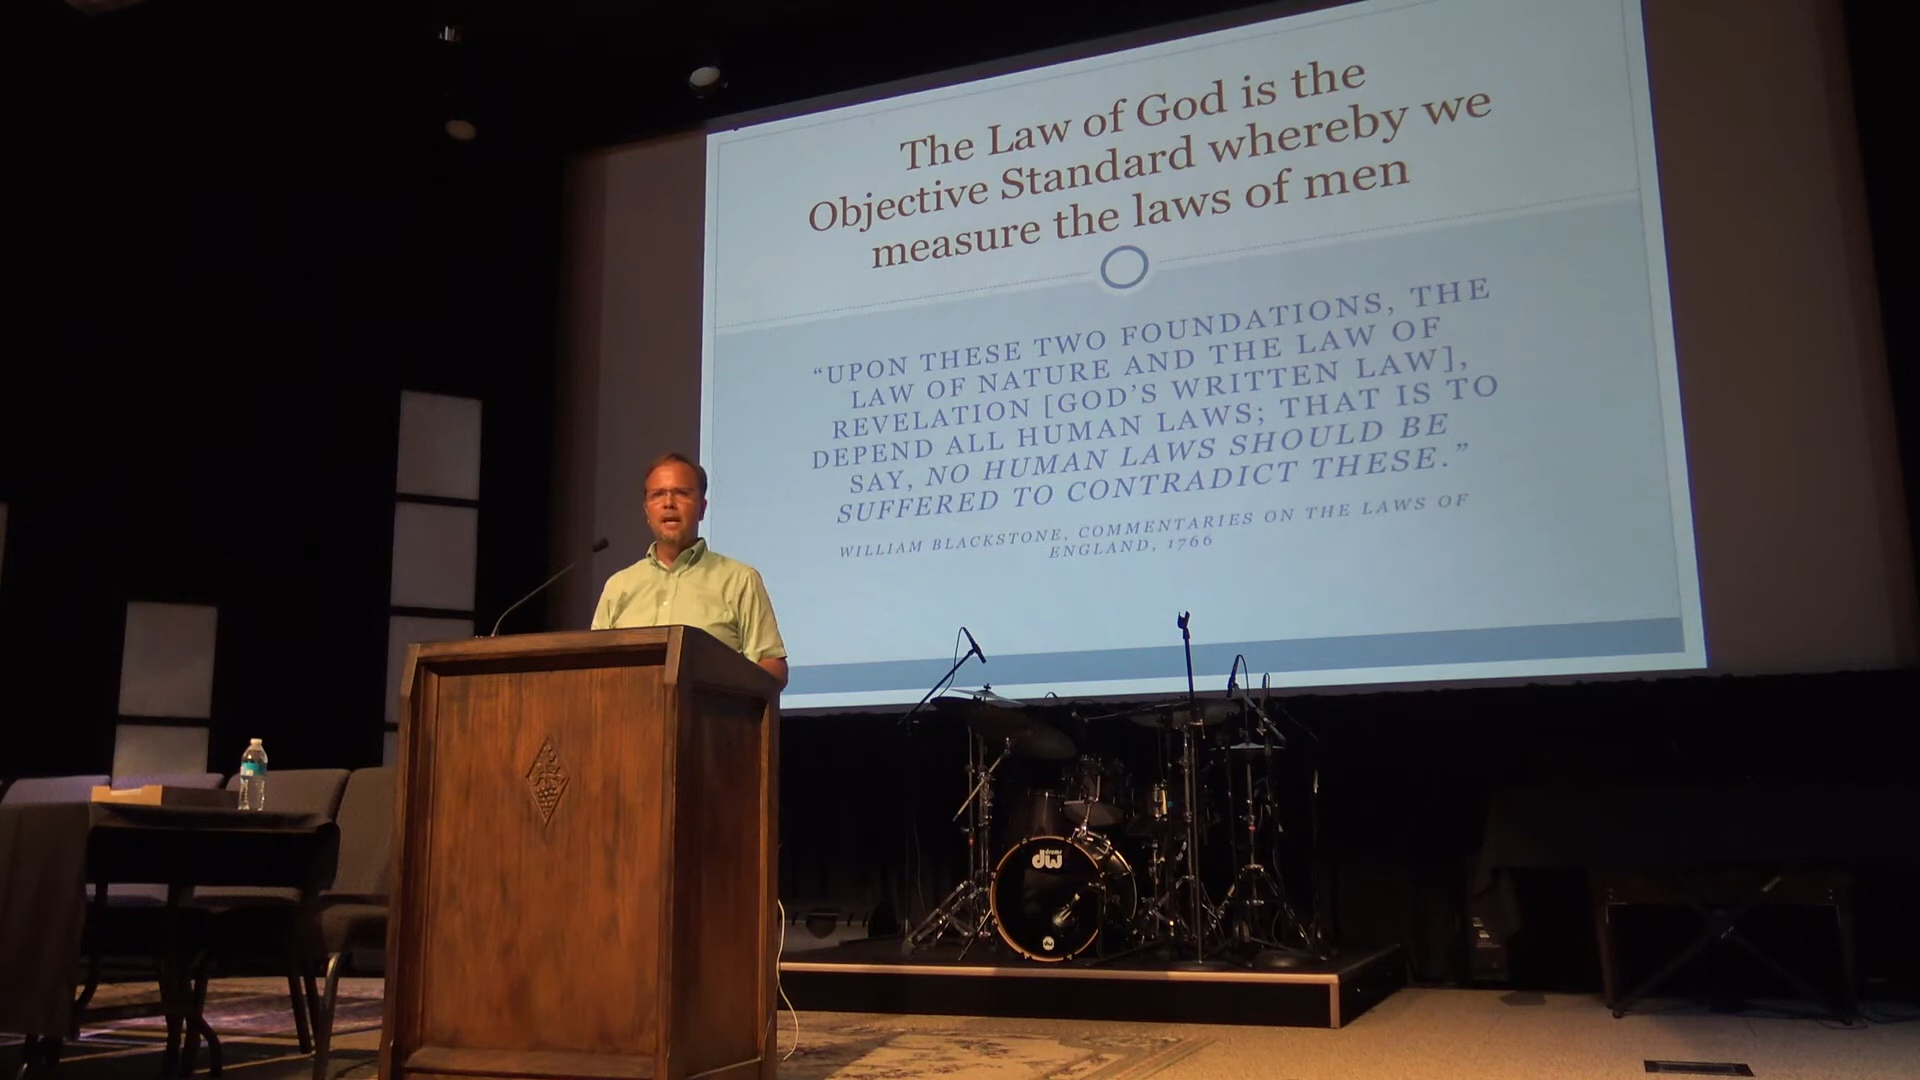 The Law of God is the
Objective Standard whereby we
measure the laws of men
“UPON THESE TWO FOUNDATIONS, THE
LAW OF NATURE AND THE LAW OF
REVELATION [GOD’S WRITTEN LAW],
DEPEND ALL HUMAN LAWS; THAT IS TO
SAY, NO HUMAN LAWS SHOULD BE
SUFFERED TO CONTRADICT THESE.”
WILLIAM BLACKSTONE, COMMENTARIES ON THE LAWS OF
ENGLAND, 1766
drums
dw
dw